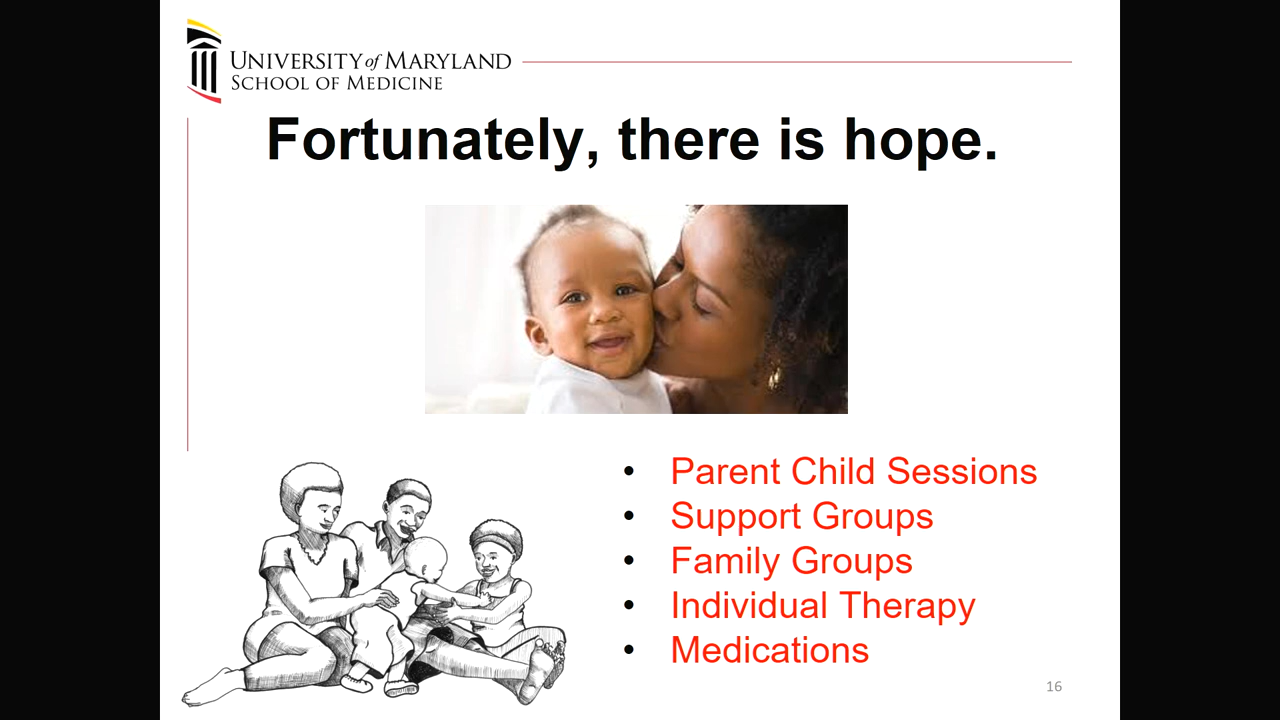 UNIVERSITY of MARYLAND
SCHOOL OF MEDICINE
Fortunately, there is hope.
• Parent Child Sessions
• Support Groups
• Family Groups
• Individual Therapy
• Medications
16